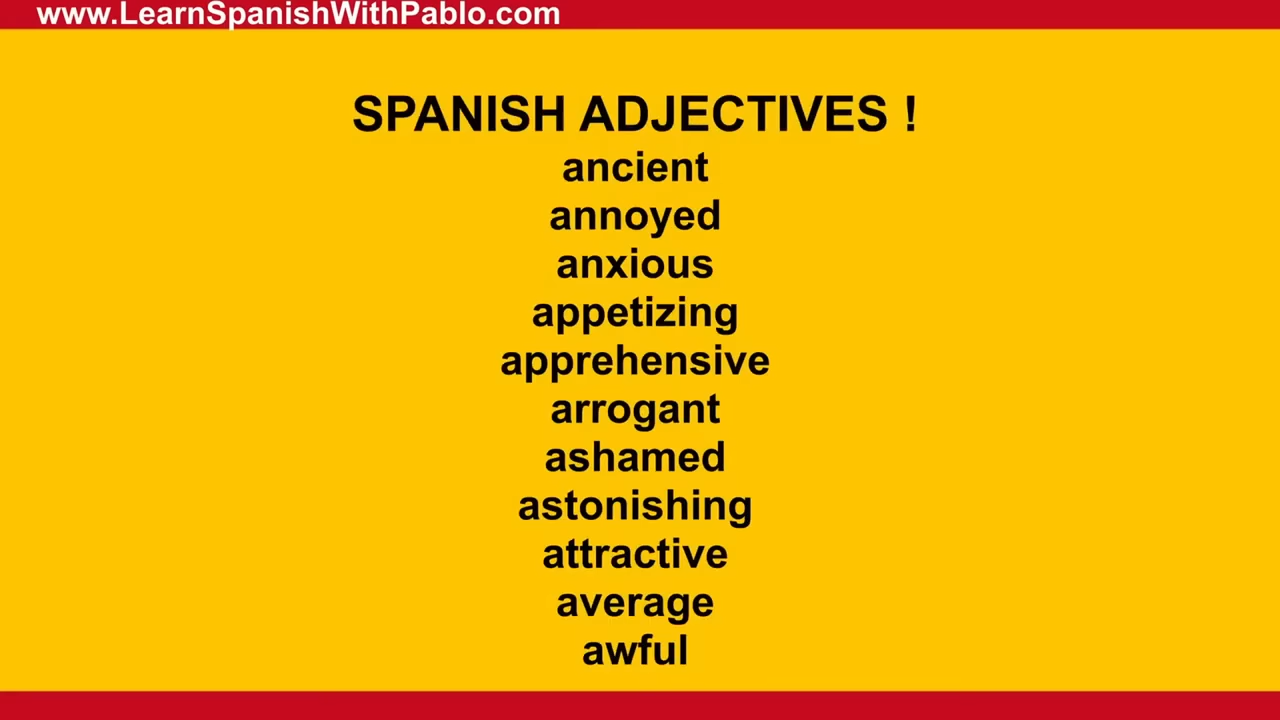 www.LearnSpanishWithPablo.com
SPANISH ADJECTIVES !
ancient
annoyed
anxious
appetizing
apprehensive
arrogant
ashamed
astonishing
attractive
average
awful